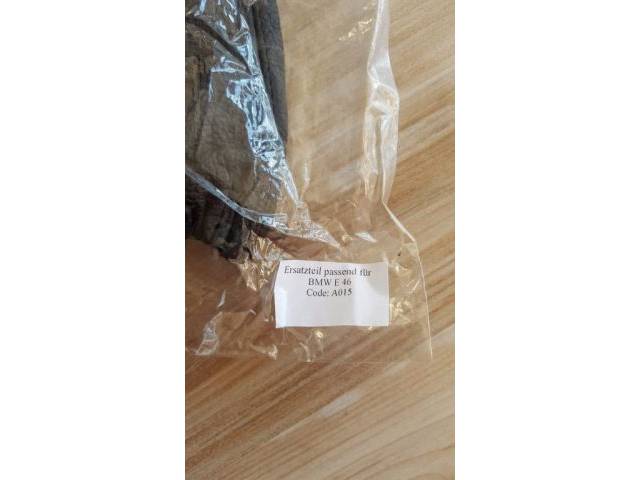 Ersatzteil passend für
BMW E 46
Code: A015